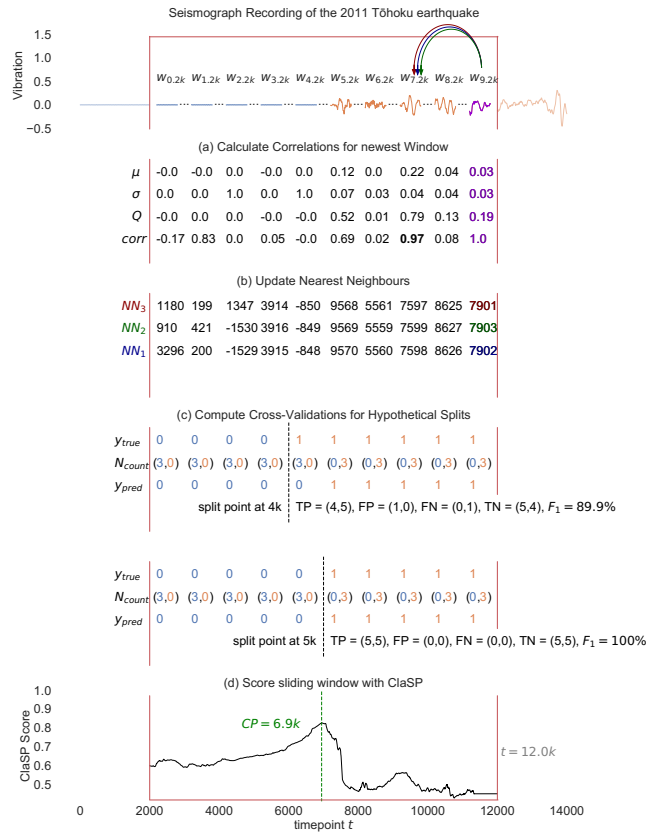 Seismograph Recording of the 2011 Tōhoku earthquake
Vibration
1.5
1.0
0.5
0.0
−0.5
w0.2k w1.2k w2.2k w3.2k w4.2k w5.2k w6.2k w7.2k w8.2k w9.2k
(a) Calculate Correlations for newest Window
μ -0.0 -0.0 0.0 -0.0 0.0 0.12 0.0 0.22 0.04 0.03
σ 0.0 0.0 1.0 0.0 1.0 0.07 0.03 0.04 0.04 0.03
Q -0.0 0.0 0.0 -0.0 -0.0 0.52 0.01 0.79 0.13 0.19
corr -0.17 0.83 0.0 0.05 -0.0 0.69 0.02 0.97 0.08 1.0
(b) Update Nearest Neighbours
NN3 1180 199 1347 3914 -850 9568 5561 7597 8625 7901
NN2 910 421 -1530 3916 -849 9569 5559 7599 8627 7903
NN1 3296 200 -1529 3915 -848 9570 5560 7598 8626 7902
(c) Compute Cross-Validations for Hypothetical Splits
ytrue 0 0 0 0 1 1 1 1 1 1
Ncount (3,0) (3,0) (3,0) (3,0) (3,0) (0,3) (0,3) (0,3) (0,3) (0,3)
ypred 0 0 0 0 0 1 1 1 1 1
split point at 4k TP = (4,5), FP = (1,0), FN = (0,1), TN = (5,4), F1 = 89.9%
ytrue 0 0 0 0 0 1 1 1 1 1
Ncount (3,0) (3,0) (3,0) (3,0) (3,0) (0,3) (0,3) (0,3) (0,3) (0,3)
ypred 0 0 0 0 0 1 1 1 1 1
split point at 5k TP = (5,5), FP = (0,0), FN = (0,0), TN = (5,5), F1 = 100%
(d) Score sliding window with ClaSP
ClaSP Score
1.0
0.9
0.8
0.7
0.6
0.5
CP = 6.9k
t = 12.0k
0 2000 4000 6000 8000 10000 12000 14000
timepoint t